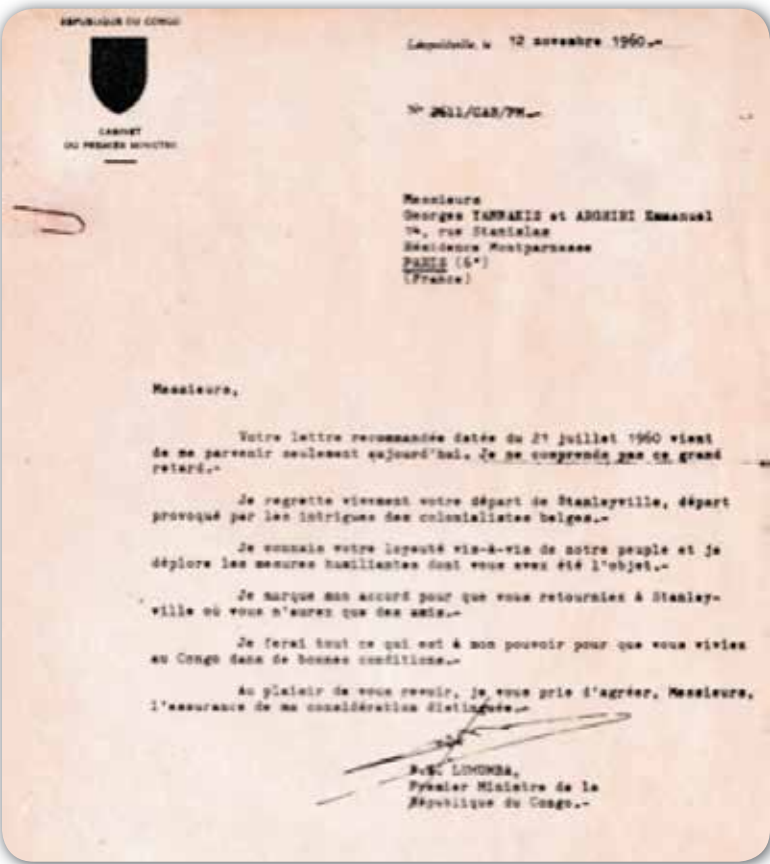 RÉPUBLIQUE DU CONGO
CABINET
DU PREMIER MINISTRE
Léopoldville, le 12 novembre 1960.-
N° 2611/CAB/PM.-
Messieurs
Georges YANNAKIS et ARGHIRI Emmanuel
14, rue Stanislas
Résidence Montparnasse
PARIS (6°)
(France)
Messieurs,
Votre lettre recommandée datée du 21 juillet 1960 vient
de me parvenir seulement aujourd'hui. Je ne comprends pas ce grand
retard.-
Je regrette vivement votre départ de Stanleyville, départ
provoqué par les intrigues des colonialistes belges.-
Je connais votre loyauté vis-à-vis de notre peuple et je
déplore les mesures humiliantes dont vous avez été l'objet.-
Je marque mon accord pour que vous retourniez à Stanley-
ville où vous n'aurez que des amis.-
Je ferai tout ce qui est à mon pouvoir pour que vous viviez
au Congo dans de bonnes conditions.-
Au plaisir de vous revoir, je vous prie d'agréer, Messieurs,
l'assurance de ma considération distinguée.-
P.E. LUMUMBA,
Premier Ministre de la
République du Congo.-